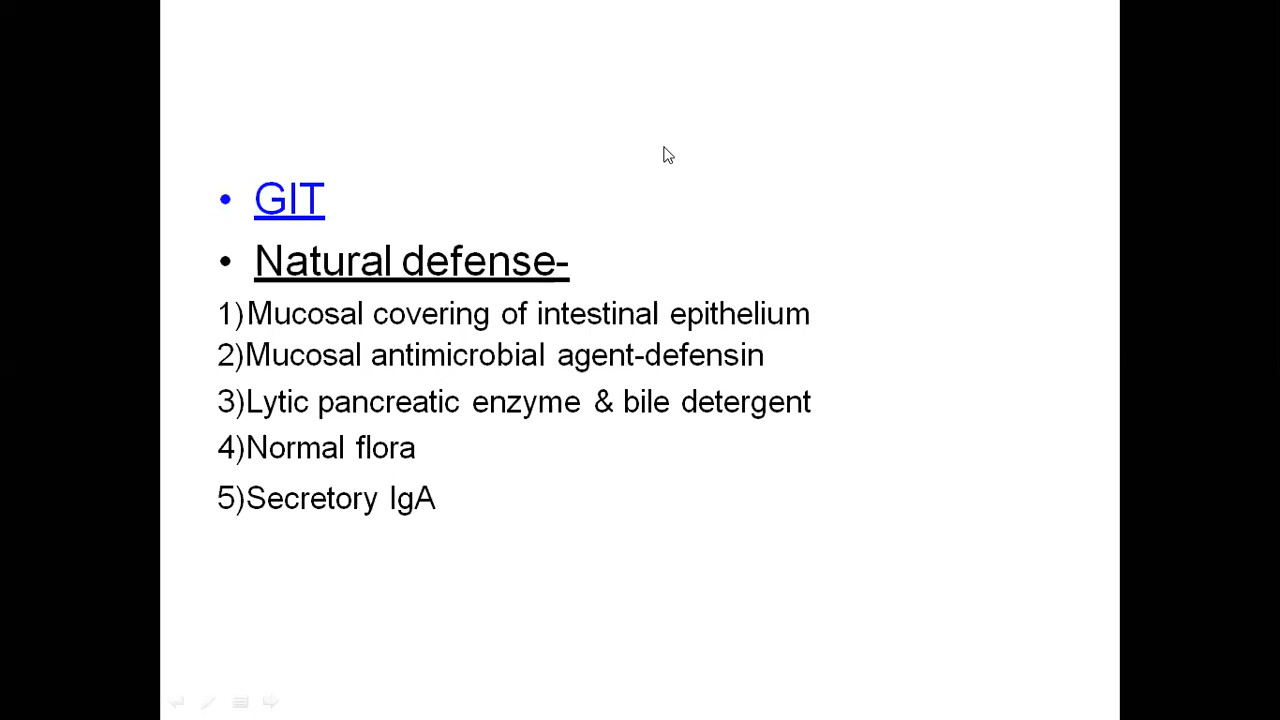 • GIT
• Natural defense-
1)Mucosal covering of intestinal epithelium
2)Mucosal antimicrobial agent-defensin
3)Lytic pancreatic enzyme & bile detergent
4)Normal flora
5)Secretory IgA